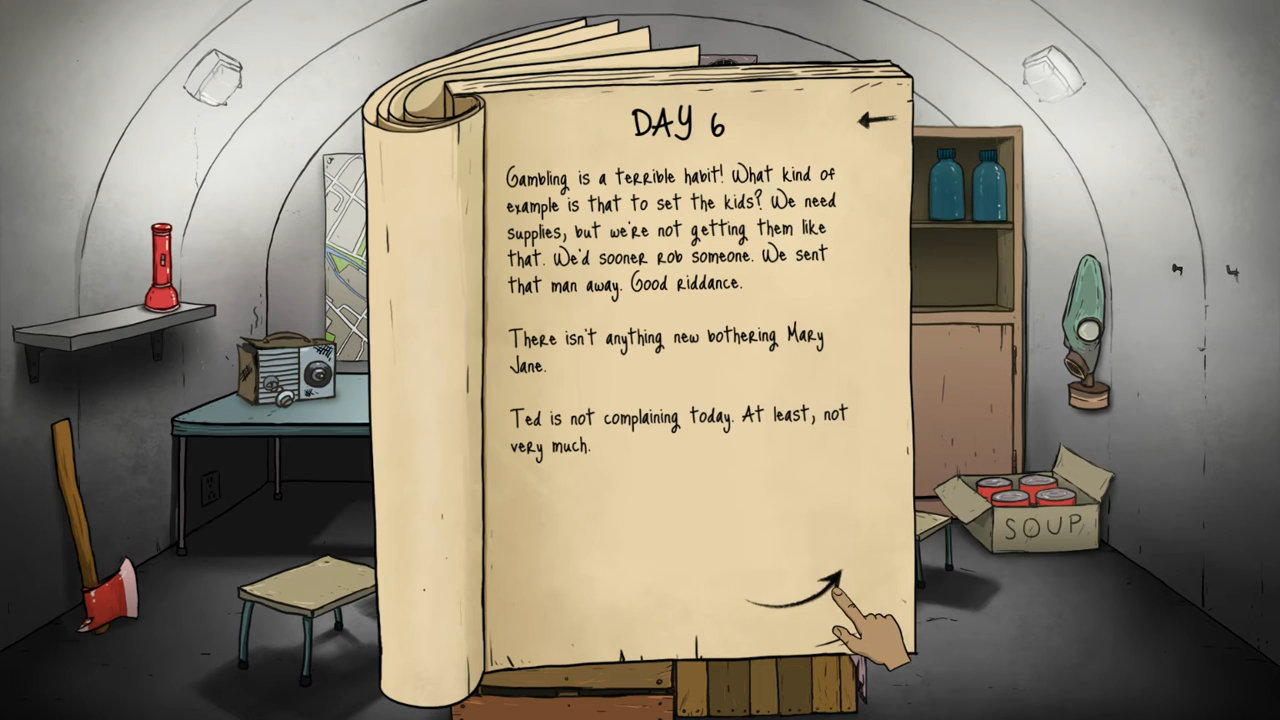 DAY 6
Gambling is a terrible habit! What kind of
example is that to set the kids? We need
supplies, but we're not getting them like
that. We'd sooner rob someone. We sent
that man away. Good riddance.
There isn't anything new bothering Mary
Jane.
Ted is not complaining today. At least, not
very much.
SOUP